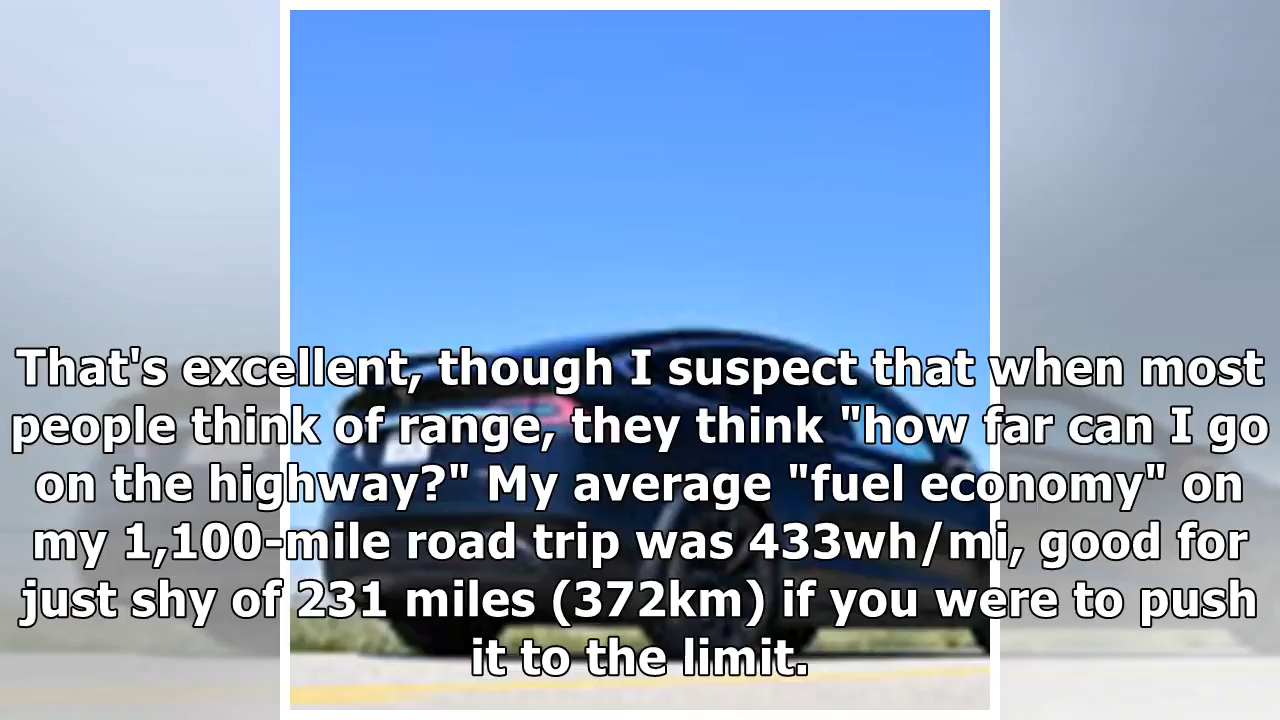 That's excellent, though I suspect that when most
people think of range, they think "how far can I go
on the highway?" My average "fuel economy" on
my 1,100-mile road trip was 433wh/mi, good for
just shy of 231 miles (372km) if you were to push
it to the limit.